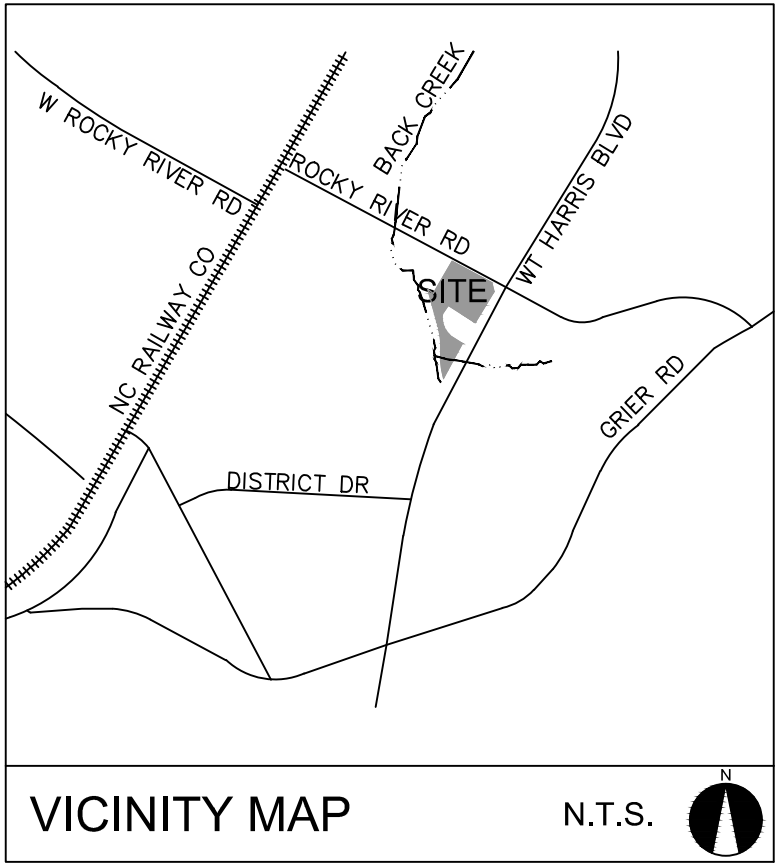 BACK CREEK
W ROCKY RIVER RD
ROCKY RIVER RD
WT HARRIS BLVD
SITE
NC RAILWAY CO
GRIER RD
DISTRICT DR
VICINITY MAP
N.T.S.
N